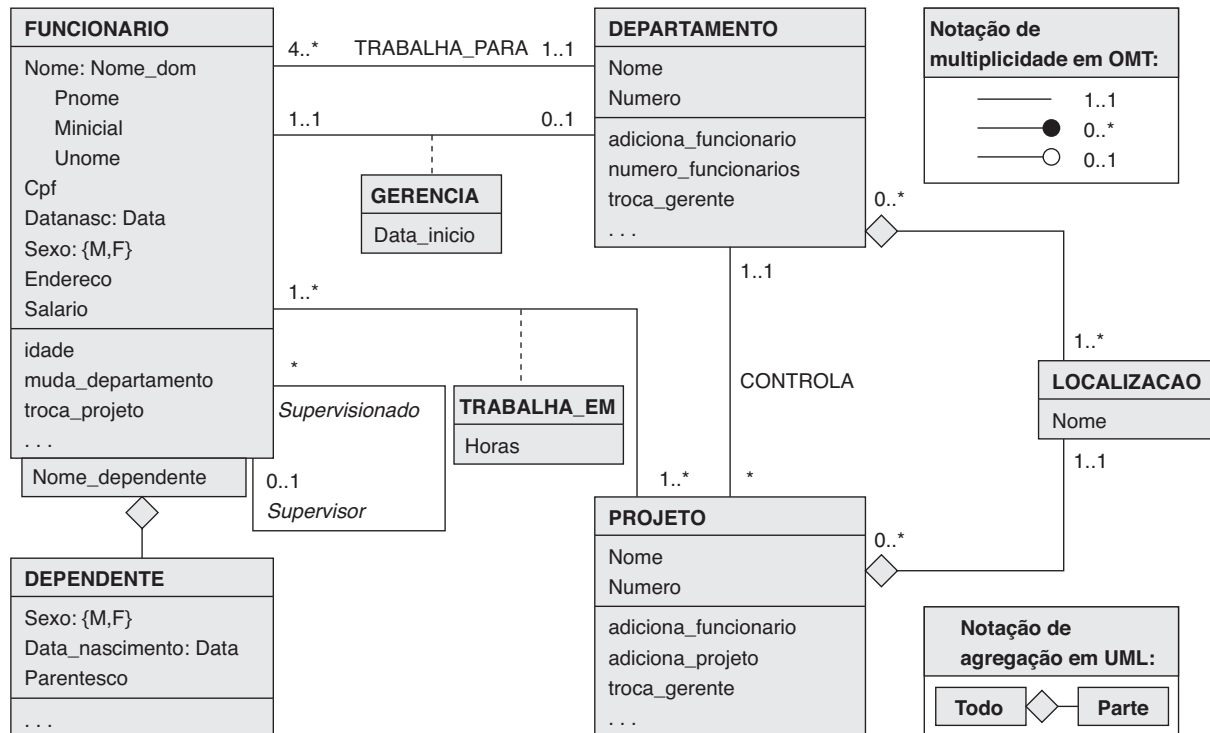 FUNCIONARIO
Nome: Nome_dom
Pnome
Minicial
Unome
Cpf
Datanasc: Data
Sexo: {M,F}
Endereco
Salario
idade
muda_departamento
troca_projeto
. . .
Nome_dependente
4..*
TRABALHA_PARA
1..1
1..1
0..1
GERENCIA
Data_inicio
1..*
*
Supervisionado
0..1
Supervisor
TRABALHA_EM
Horas
1..*
DEPARTAMENTO
Nome
Numero
adiciona_funcionario
numero_funcionarios
troca_gerente
. . .
0..*
1..1
CONTROLA
*
1..*
LOCALIZACAO
Nome
1..1
PROJETO
Nome
Numero
adiciona_funcionario
adiciona_projeto
troca_gerente
. . .
0..*
DEPENDENTE
Sexo: {M,F}
Data_nascimento: Data
Parentesco
. . .
Notação de
multiplicidade em OMT:
1..1
0..*
0..1
Notação de
agregação em UML:
Todo
Parte